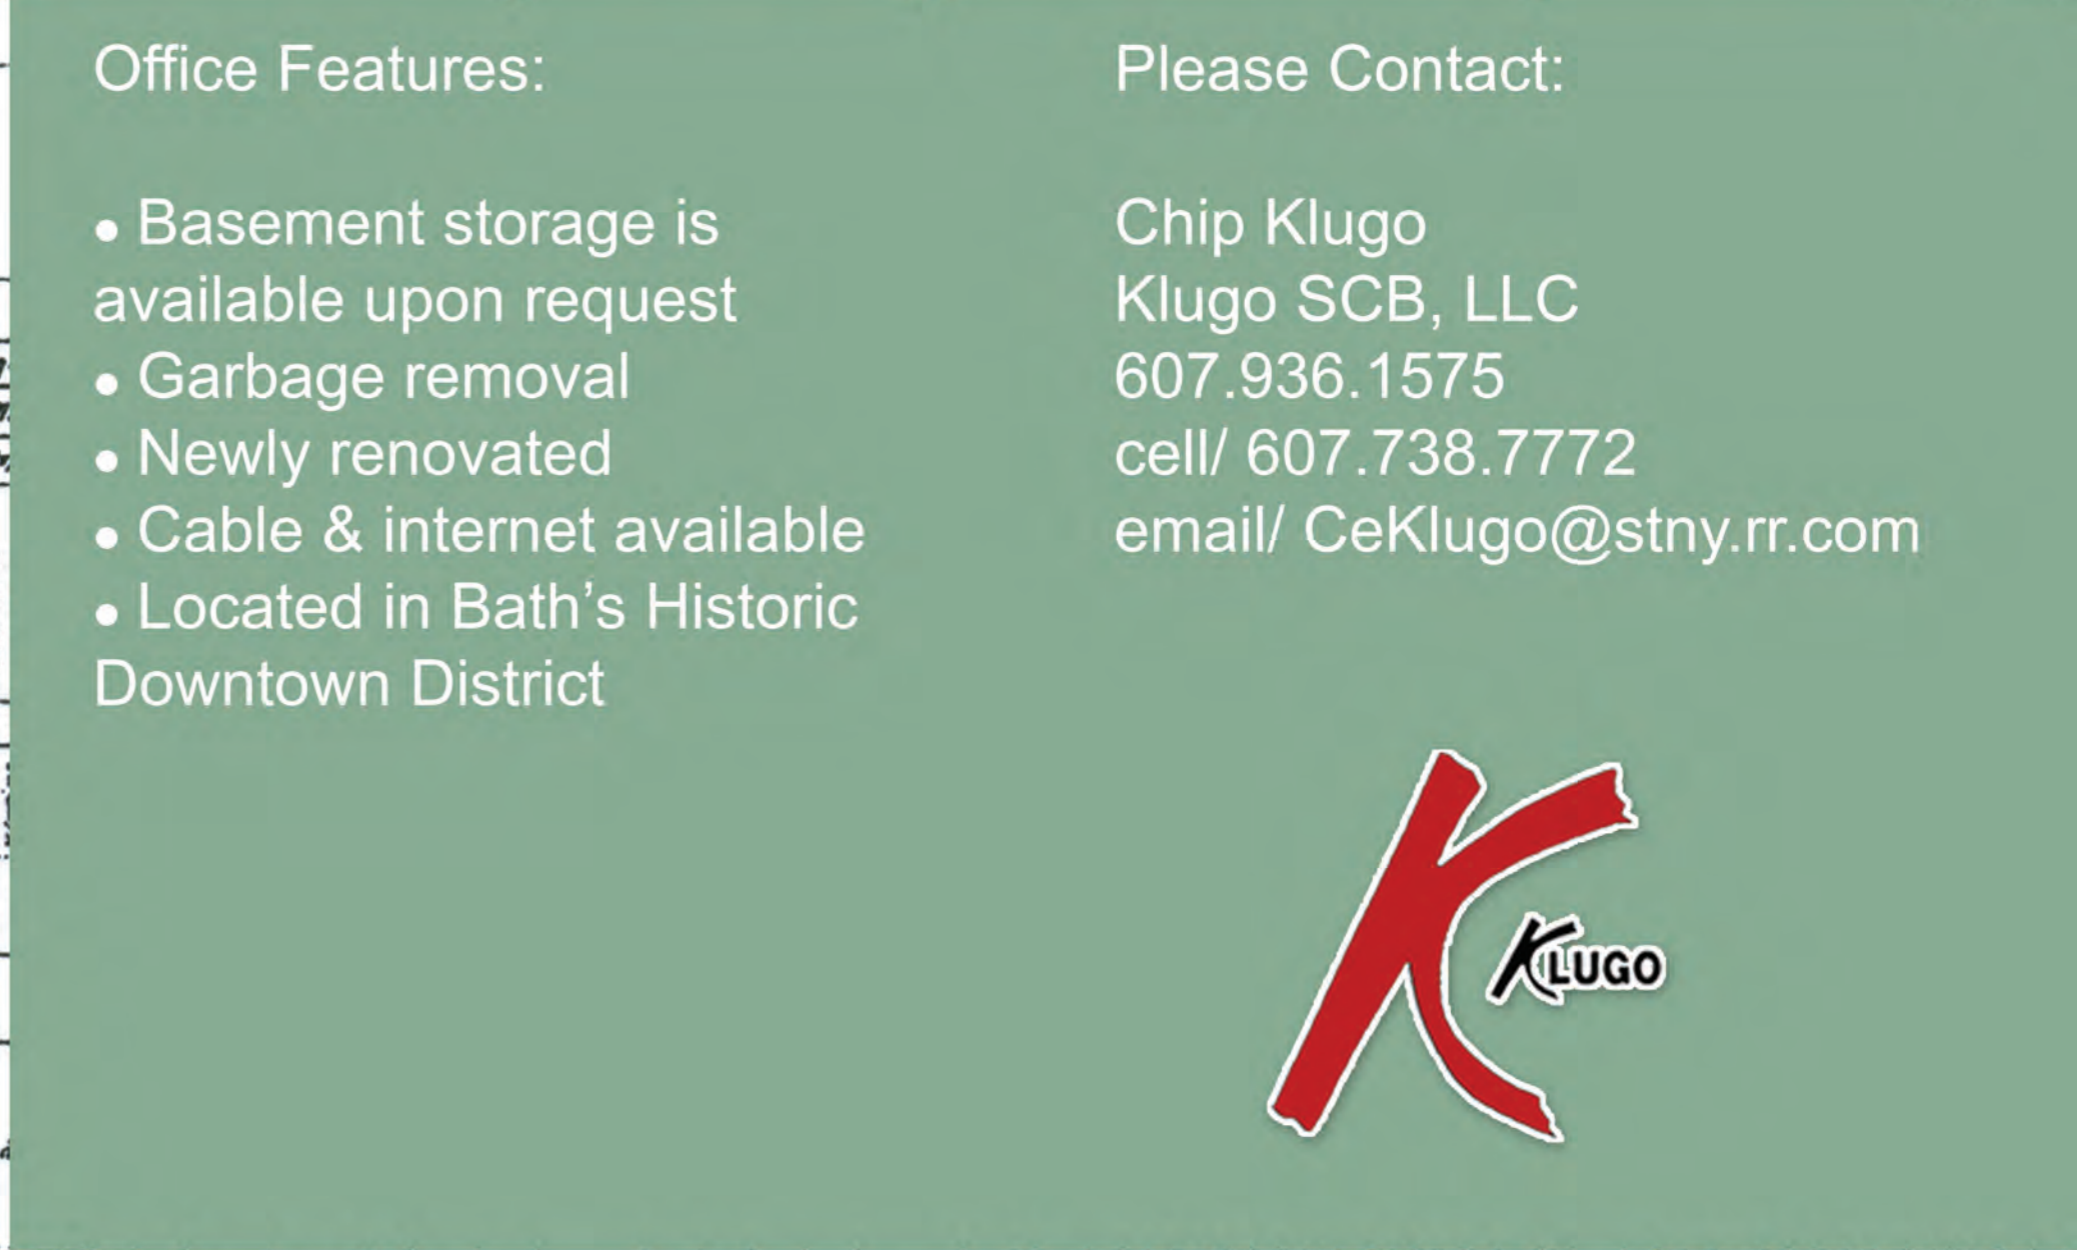 Office Features:
● Basement storage is
available upon request
● Garbage removal
● Newly renovated
● Cable & internet available
● Located in Bath’s Historic
Downtown District
Please Contact:
Chip Klugo
Klugo SCB, LLC
607.936.1575
cell/ 607.738.7772
email/ CeKlugo@stny.rr.com
K
KLUGO